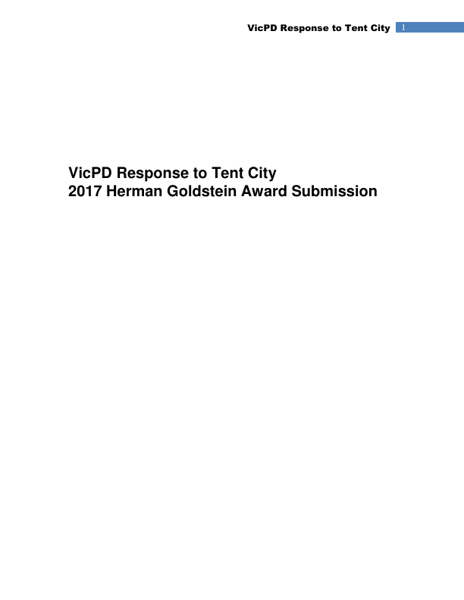 VicPD Response to Tent City 1
VicPD Response to Tent City
2017 Herman Goldstein Award Submission